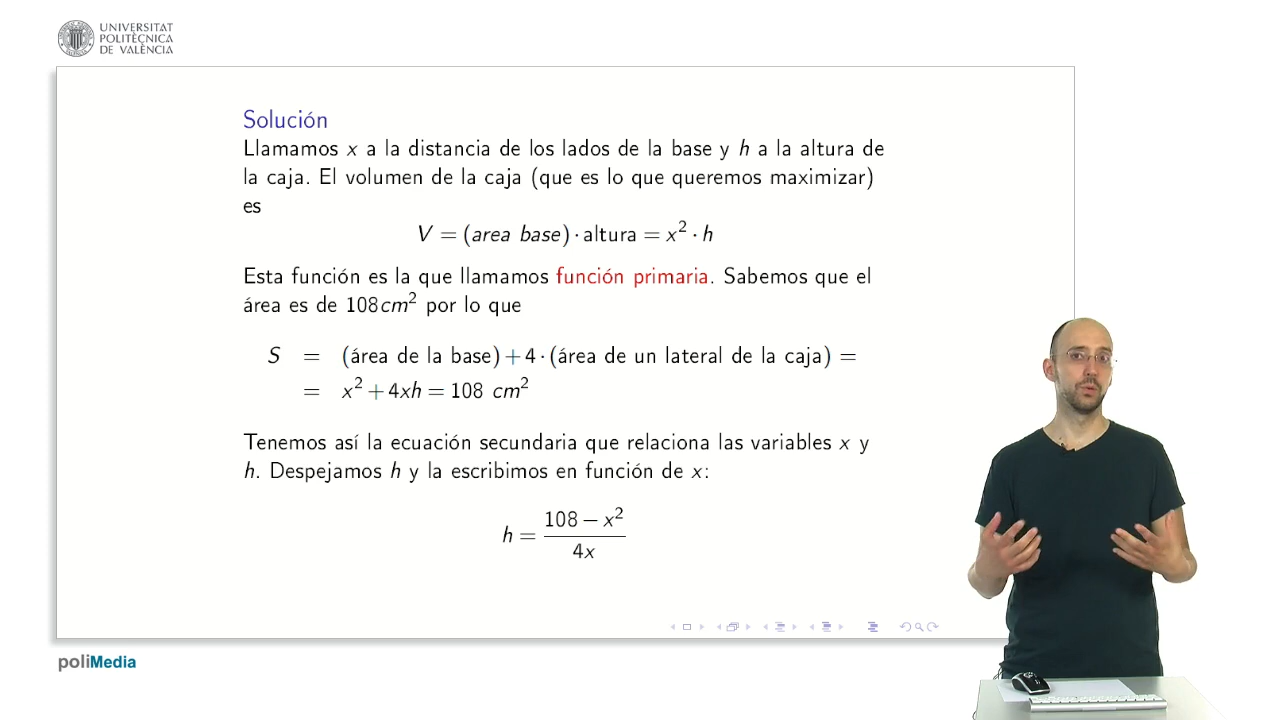 UNIVERSITAT
POLITÈCNICA
DE VALÈNCIA
Solución
Llamamos x a la distancia de los lados de la base y h a la altura de
la caja. El volumen de la caja (que es lo que queremos maximizar)
es
V = (area base) · altura = x² · h
Esta función es la que llamamos función primaria. Sabemos que el
área es de 108cm² por lo que
S = (área de la base) + 4 · (área de un lateral de la caja) =
= x² + 4xh = 108 cm²
Tenemos así la ecuación secundaria que relaciona las variables x y
h. Despejamos h y la escribimos en función de x:
h = \frac{108 − x²}{4x}
poliMedia